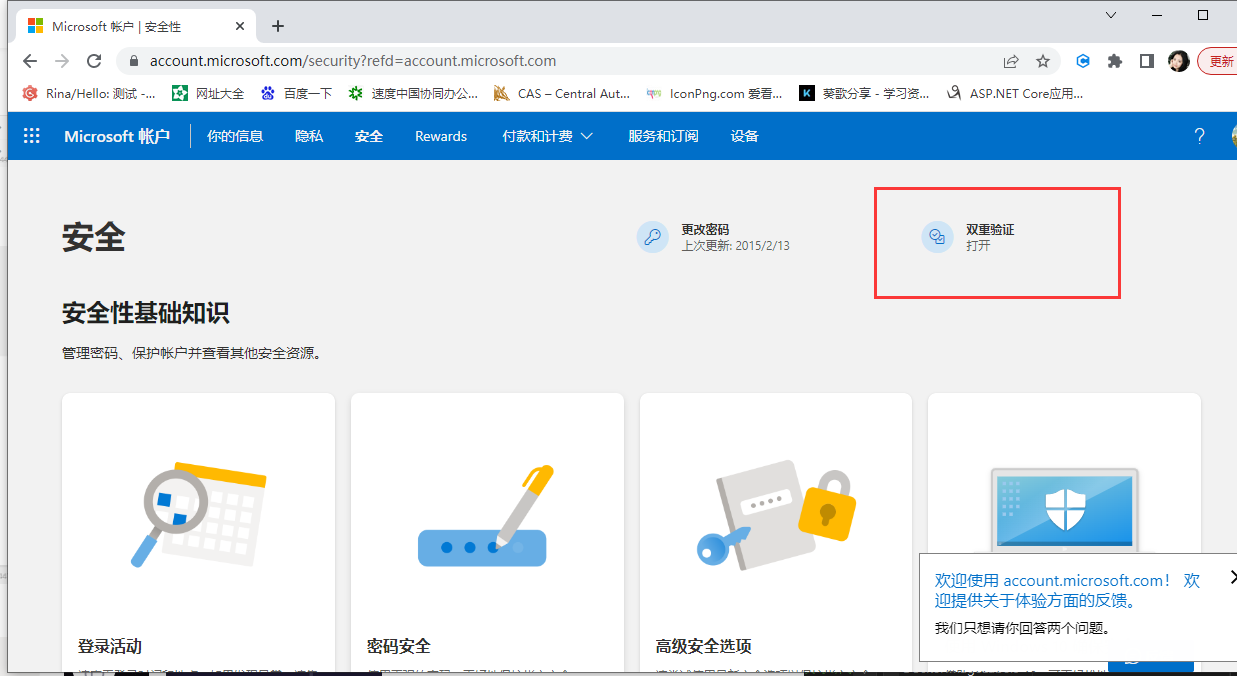 Microsoft 帐户 | 安全性
account.microsoft.com/security?refd=account.microsoft.com
更新
Rina/Hello: 测试 -...
网址大全
百度一下
速度中国协同办公...
CAS – Central Aut...
IconPng.com 爱看...
葵歌分享 - 学习资...
ASP.NET Core应用...
Microsoft 帐户
你的信息
隐私
安全
Rewards
付款和计费
服务和订阅
设备
?
安全
更改密码
上次更新: 2015/2/13
双重验证
打开
安全性基础知识
管理密码、保护帐户并查看其他安全资源。
登录活动
密码安全
高级安全选项
欢迎使用 account.microsoft.com! 欢
迎提供关于体验方面的反馈。
我们只想请你回答两个问题。